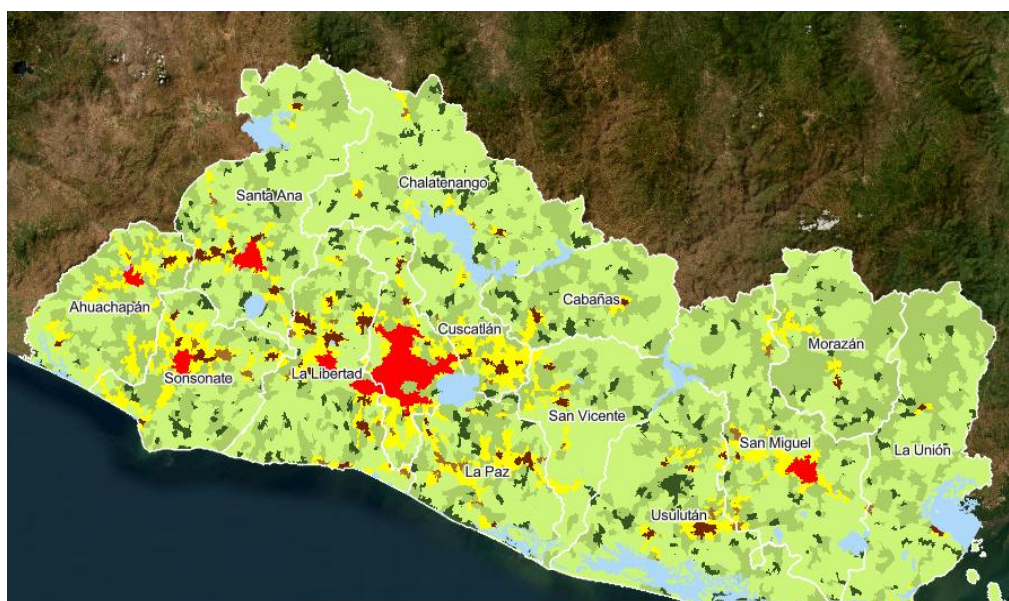 Chalatenango
Santa Ana
Ahuachapán
Cabañas
Cuscatlán
Morazán
Sonsonate
La Libertad
San Vicente
San Miguel
La Unión
La Paz
Usulután